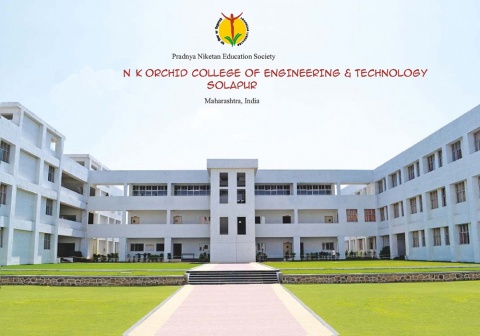 Pradnya Niketan Education Society
N K ORCHID COLLEGE OF ENGINEERING & TECHNOLOGY
SOLAPUR
Maharashtra, India